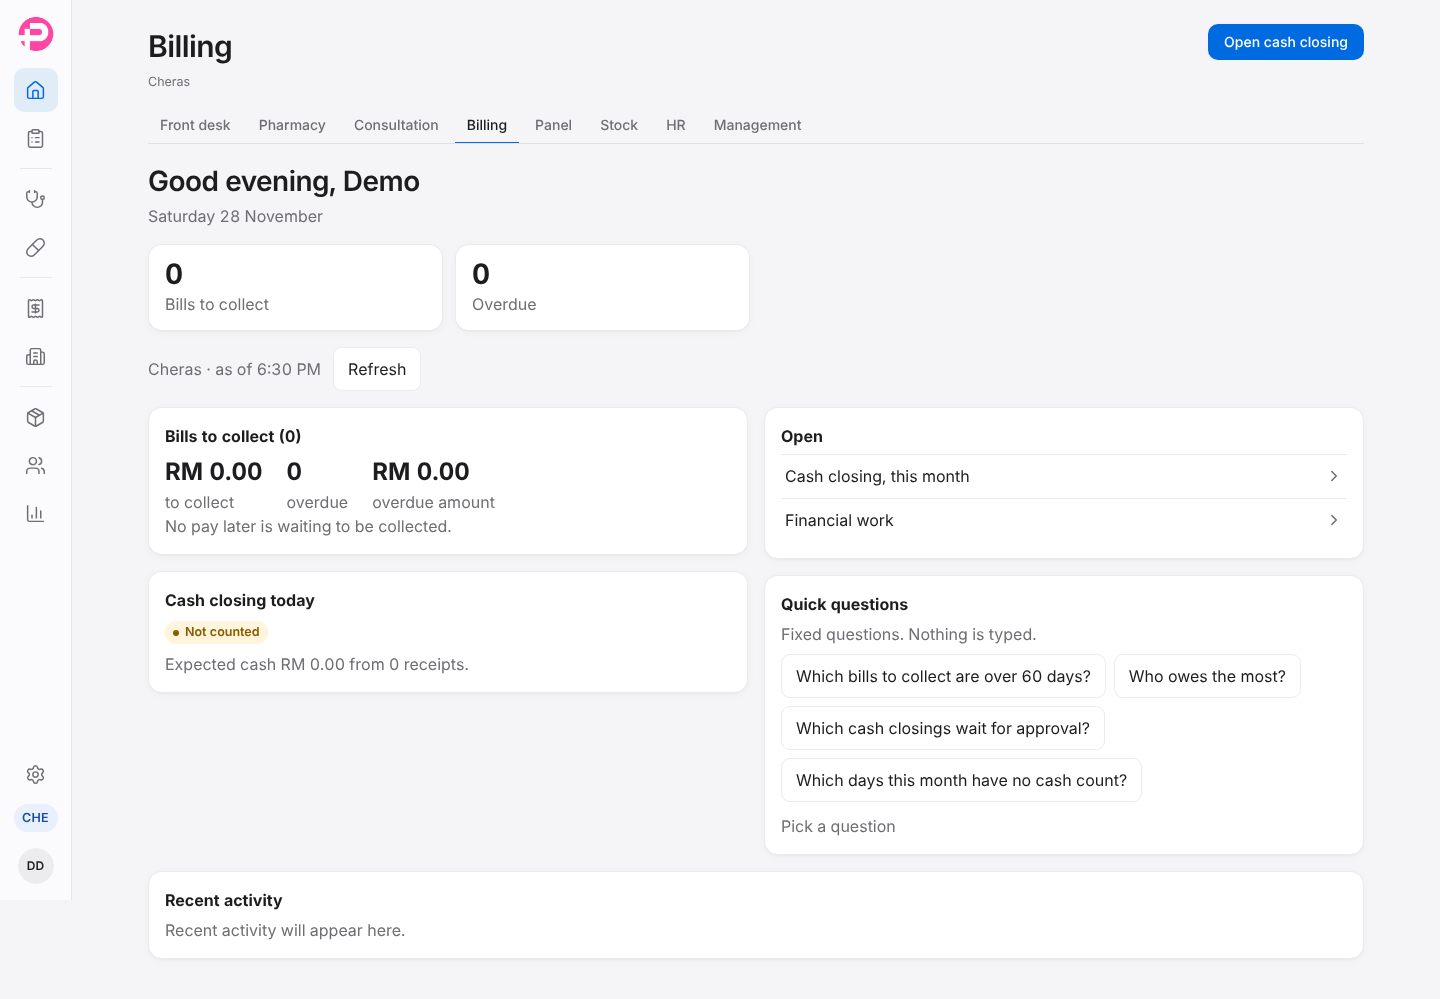 Billing
Open cash closing
Cheras
Front desk Pharmacy Consultation Billing Panel Stock HR Management
Good evening, Demo
Saturday 28 November
0
Bills to collect
0
Overdue
Cheras · as of 6:30 PM Refresh
Bills to collect (0)
RM 0.00 0 RM 0.00
to collect overdue overdue amount
No pay later is waiting to be collected.
Open
Cash closing, this month
Financial work
Cash closing today
Not counted
Expected cash RM 0.00 from 0 receipts.
Quick questions
Fixed questions. Nothing is typed.
Which bills to collect are over 60 days? Who owes the most?
Which cash closings wait for approval?
Which days this month have no cash count?
Pick a question
CHE
DD
Recent activity
Recent activity will appear here.